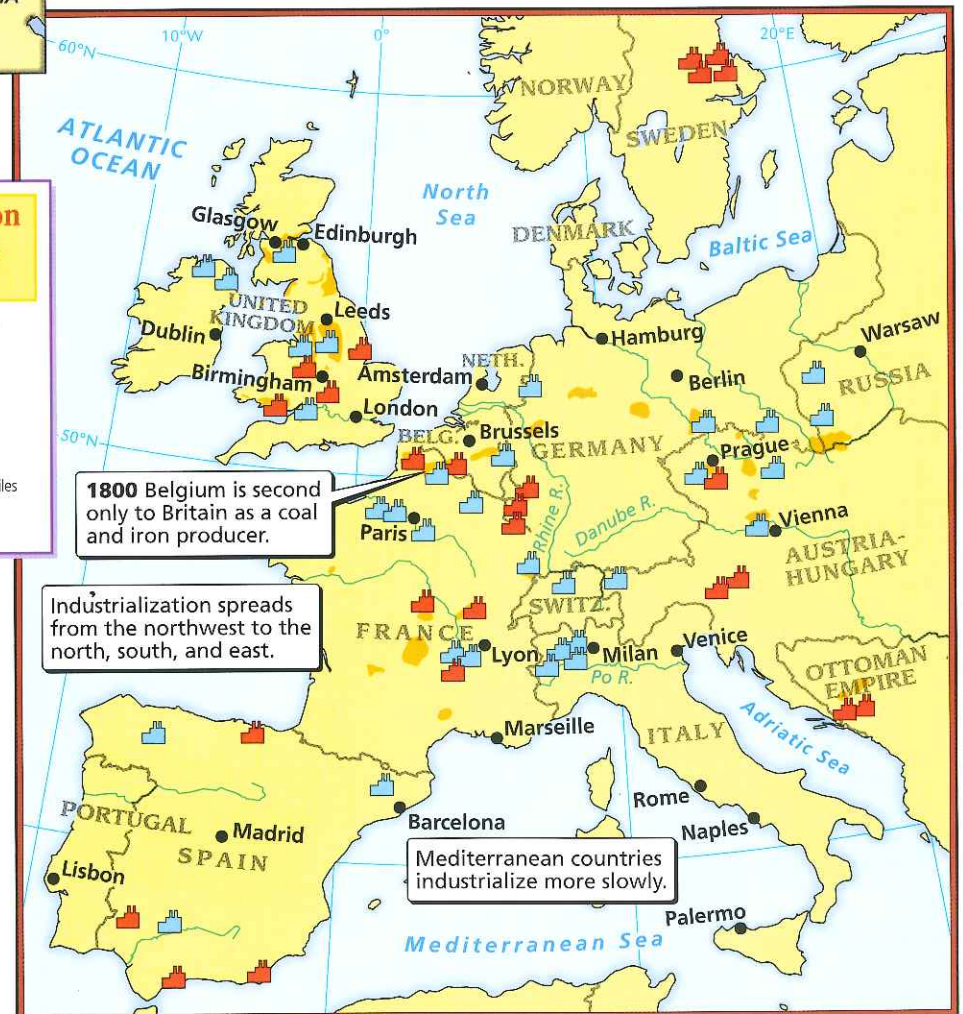 60°N
10°W
0°
20°E
NORWAY
SWEDEN
ATLANTIC
OCEAN
North
Sea
on
Glasgow
Edinburgh
DENMARK
Baltic Sea
UNITED
KINGDOM
Leeds
Dublin
Hamburg
Warsaw
NETH.
Birmingham
Amsterdam
Berlin
RUSSIA
London
50°N
BELG.
Brussels
GERMANY
Prague
iles
1800 Belgium is second
only to Britain as a coal
and iron producer.
Paris
Rhine R.
Danube R.
Vienna
AUSTRIA-
HUNGARY
Industrialization spreads
from the northwest to the
north, south, and east.
SWITZ.
FRANCE
Lyon
Milan
Venice
Po R.
OTTOMAN
EMPIRE
Marseille
ITALY
Adriatic Sea
PORTUGAL
Madrid
SPAIN
Barcelona
Rome
Naples
Lisbon
Mediterranean countries
industrialize more slowly.
Palermo
Mediterranean Sea